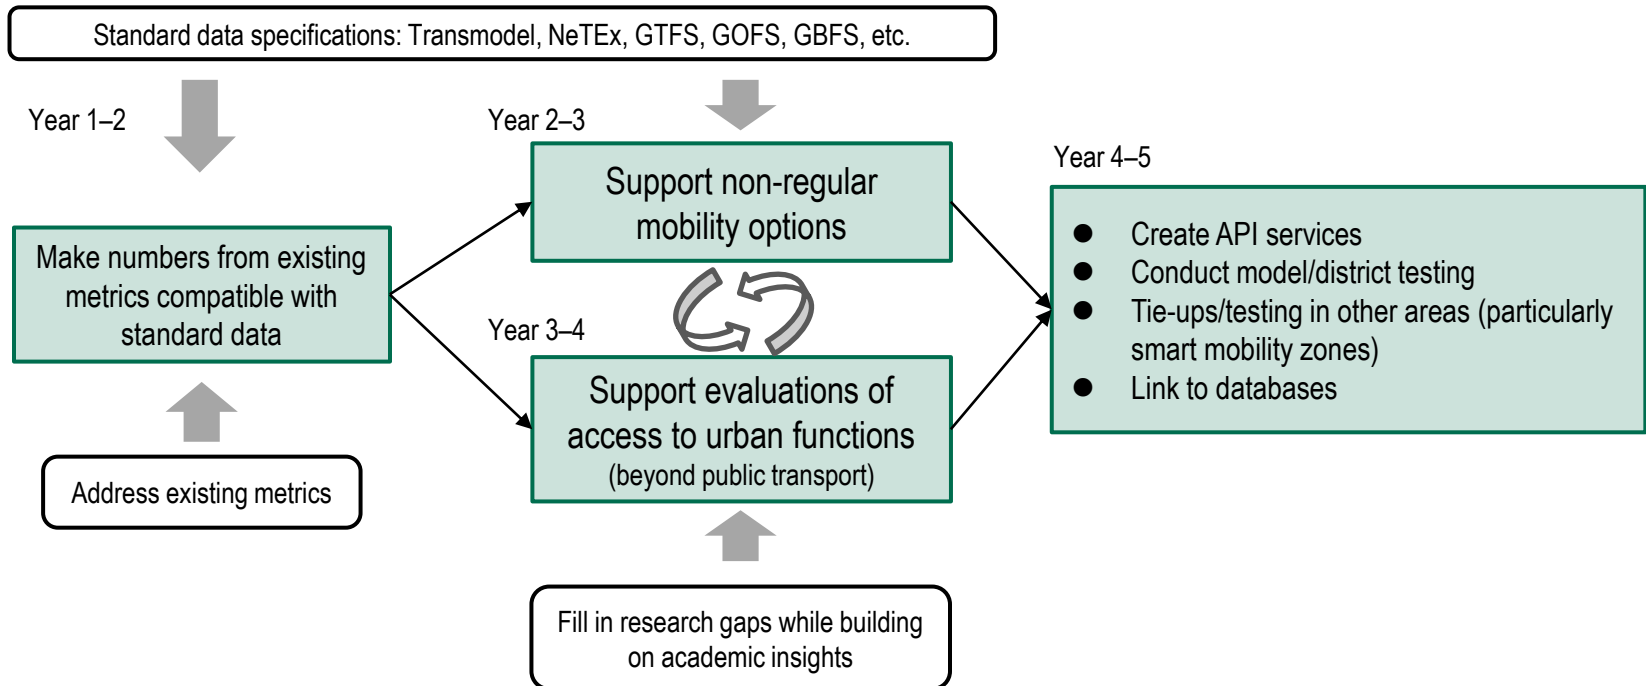 Standard data specifications: Transmodel, NeTEx, GTFS, GOFS, GBFS, etc.
Year 1–2
Make numbers from existing
metrics compatible with
standard data
Address existing metrics
Year 2–3
Support non-regular
mobility options
Year 3–4
Support evaluations of
access to urban functions
(beyond public transport)
Fill in research gaps while building
on academic insights
Year 4–5
● Create API services
● Conduct model/district testing
● Tie-ups/testing in other areas (particularly
smart mobility zones)
● Link to databases